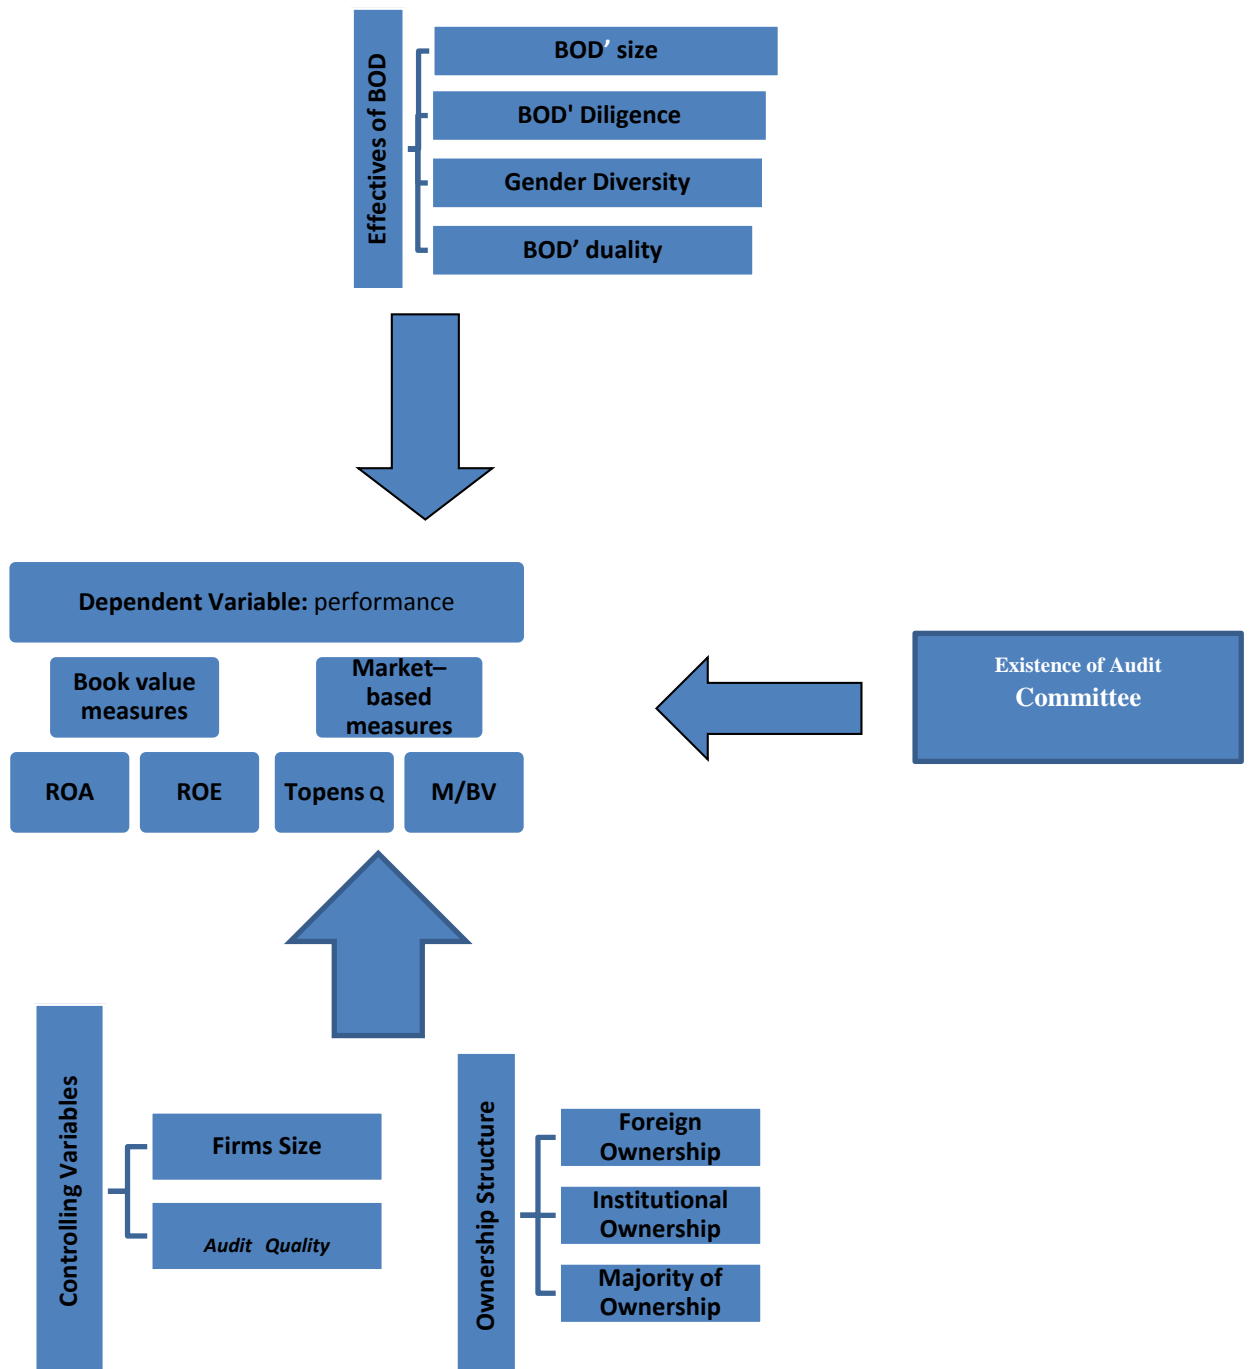 Effectives of BOD
BOD’ size
BOD' Diligence
Gender Diversity
BOD’ duality
Dependent Variable: performance
Book value
measures
Market–
based
measures
ROA
ROE
Topens Q
M/BV
Existence of Audit
Committee
Controlling Variables
Firms Size
Audit Quality
Ownership Structure
Foreign
Ownership
Institutional
Ownership
Majority of
Ownership